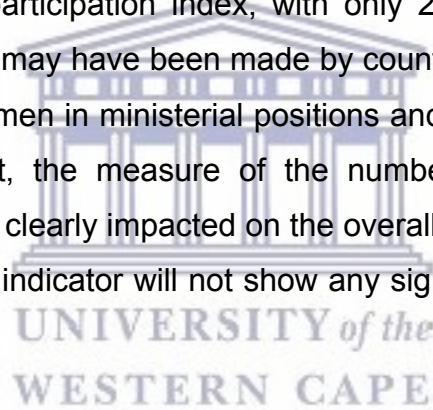 participation index, with only 2
may have been made by coun
men in ministerial positions and
t, the measure of the numbe
clearly impacted on the overall
indicator will not show any sig
UNIVERSITY of the
WESTERN CAPE